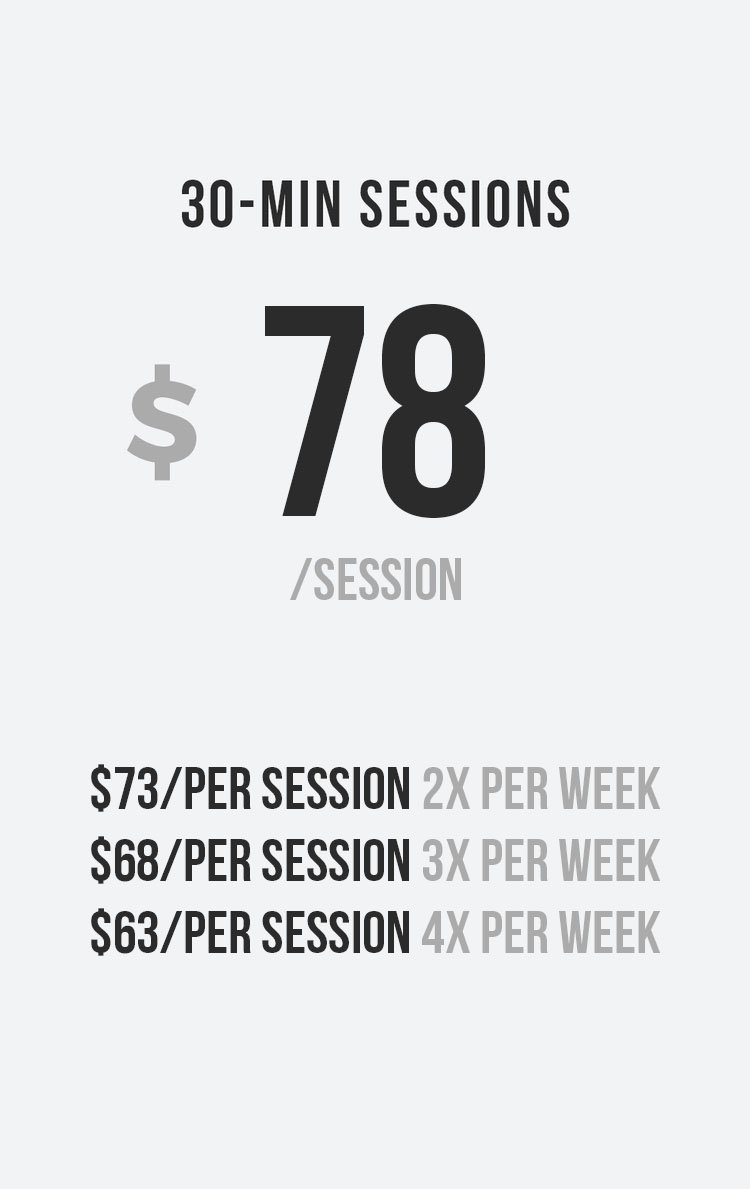 30-MIN SESSIONS
$ 78
/SESSION
$73/PER SESSION 2X PER WEEK
$68/PER SESSION 3X PER WEEK
$63/PER SESSION 4X PER WEEK